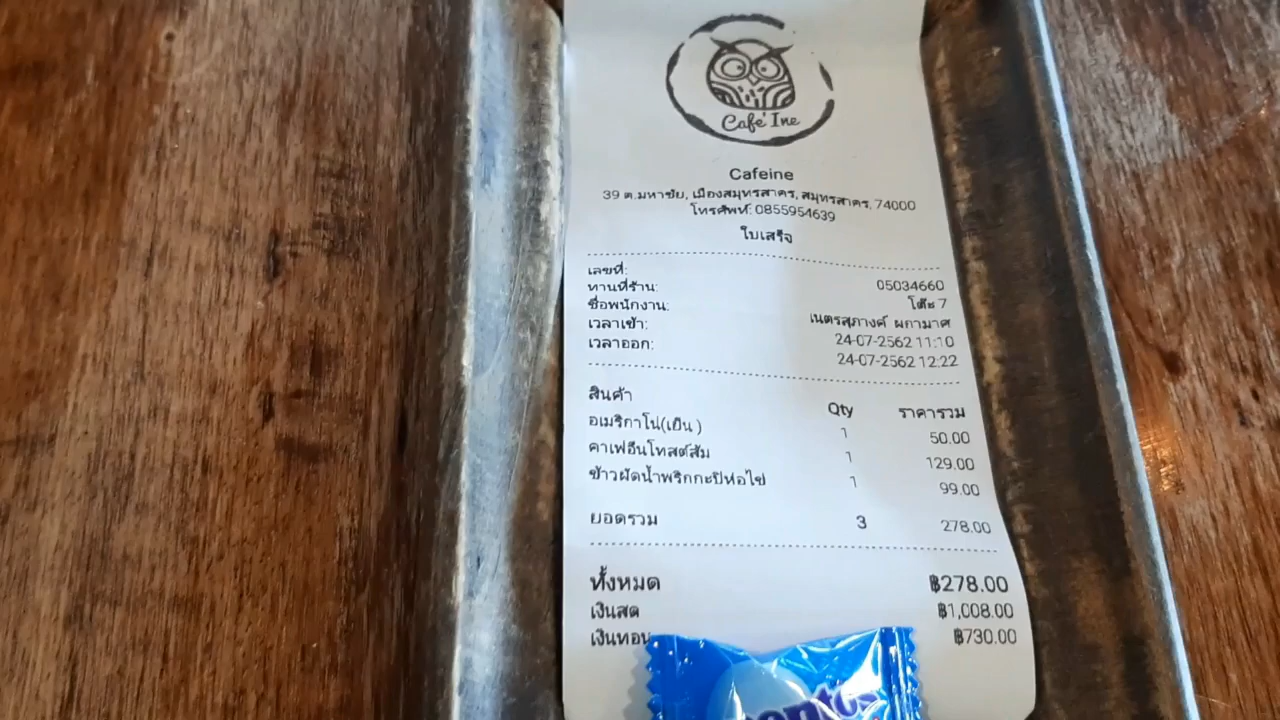 Cafe' Ine
Cafeine
39 ต.มหาชัย, เมืองสมุทรสาคร, สมุทรสาคร, 74000
โทรศัพท์: 0855954639
ใบเสร็จ
เลขที่: 05034660
ทานที่ร้าน: โต๊ะ 7
ชื่อพนักงาน: เนตรสุภางค์ ผกามาศ
เวลาเข้า: 24-07-2562 11:10
เวลาออก: 24-07-2562 12:22
สินค้า Qty ราคารวม
อเมริกาโน่(เย็น ) 1 50.00
คาเฟอีนโทสต์ส้ม 1 129.00
ข้าวผัดน้ำพริกกะปิห่อไข่ 1 99.00
ยอดรวม 3 278.00
ทั้งหมด ฿278.00
เงินสด ฿1,008.00
เงินทอน ฿730.00
mentos